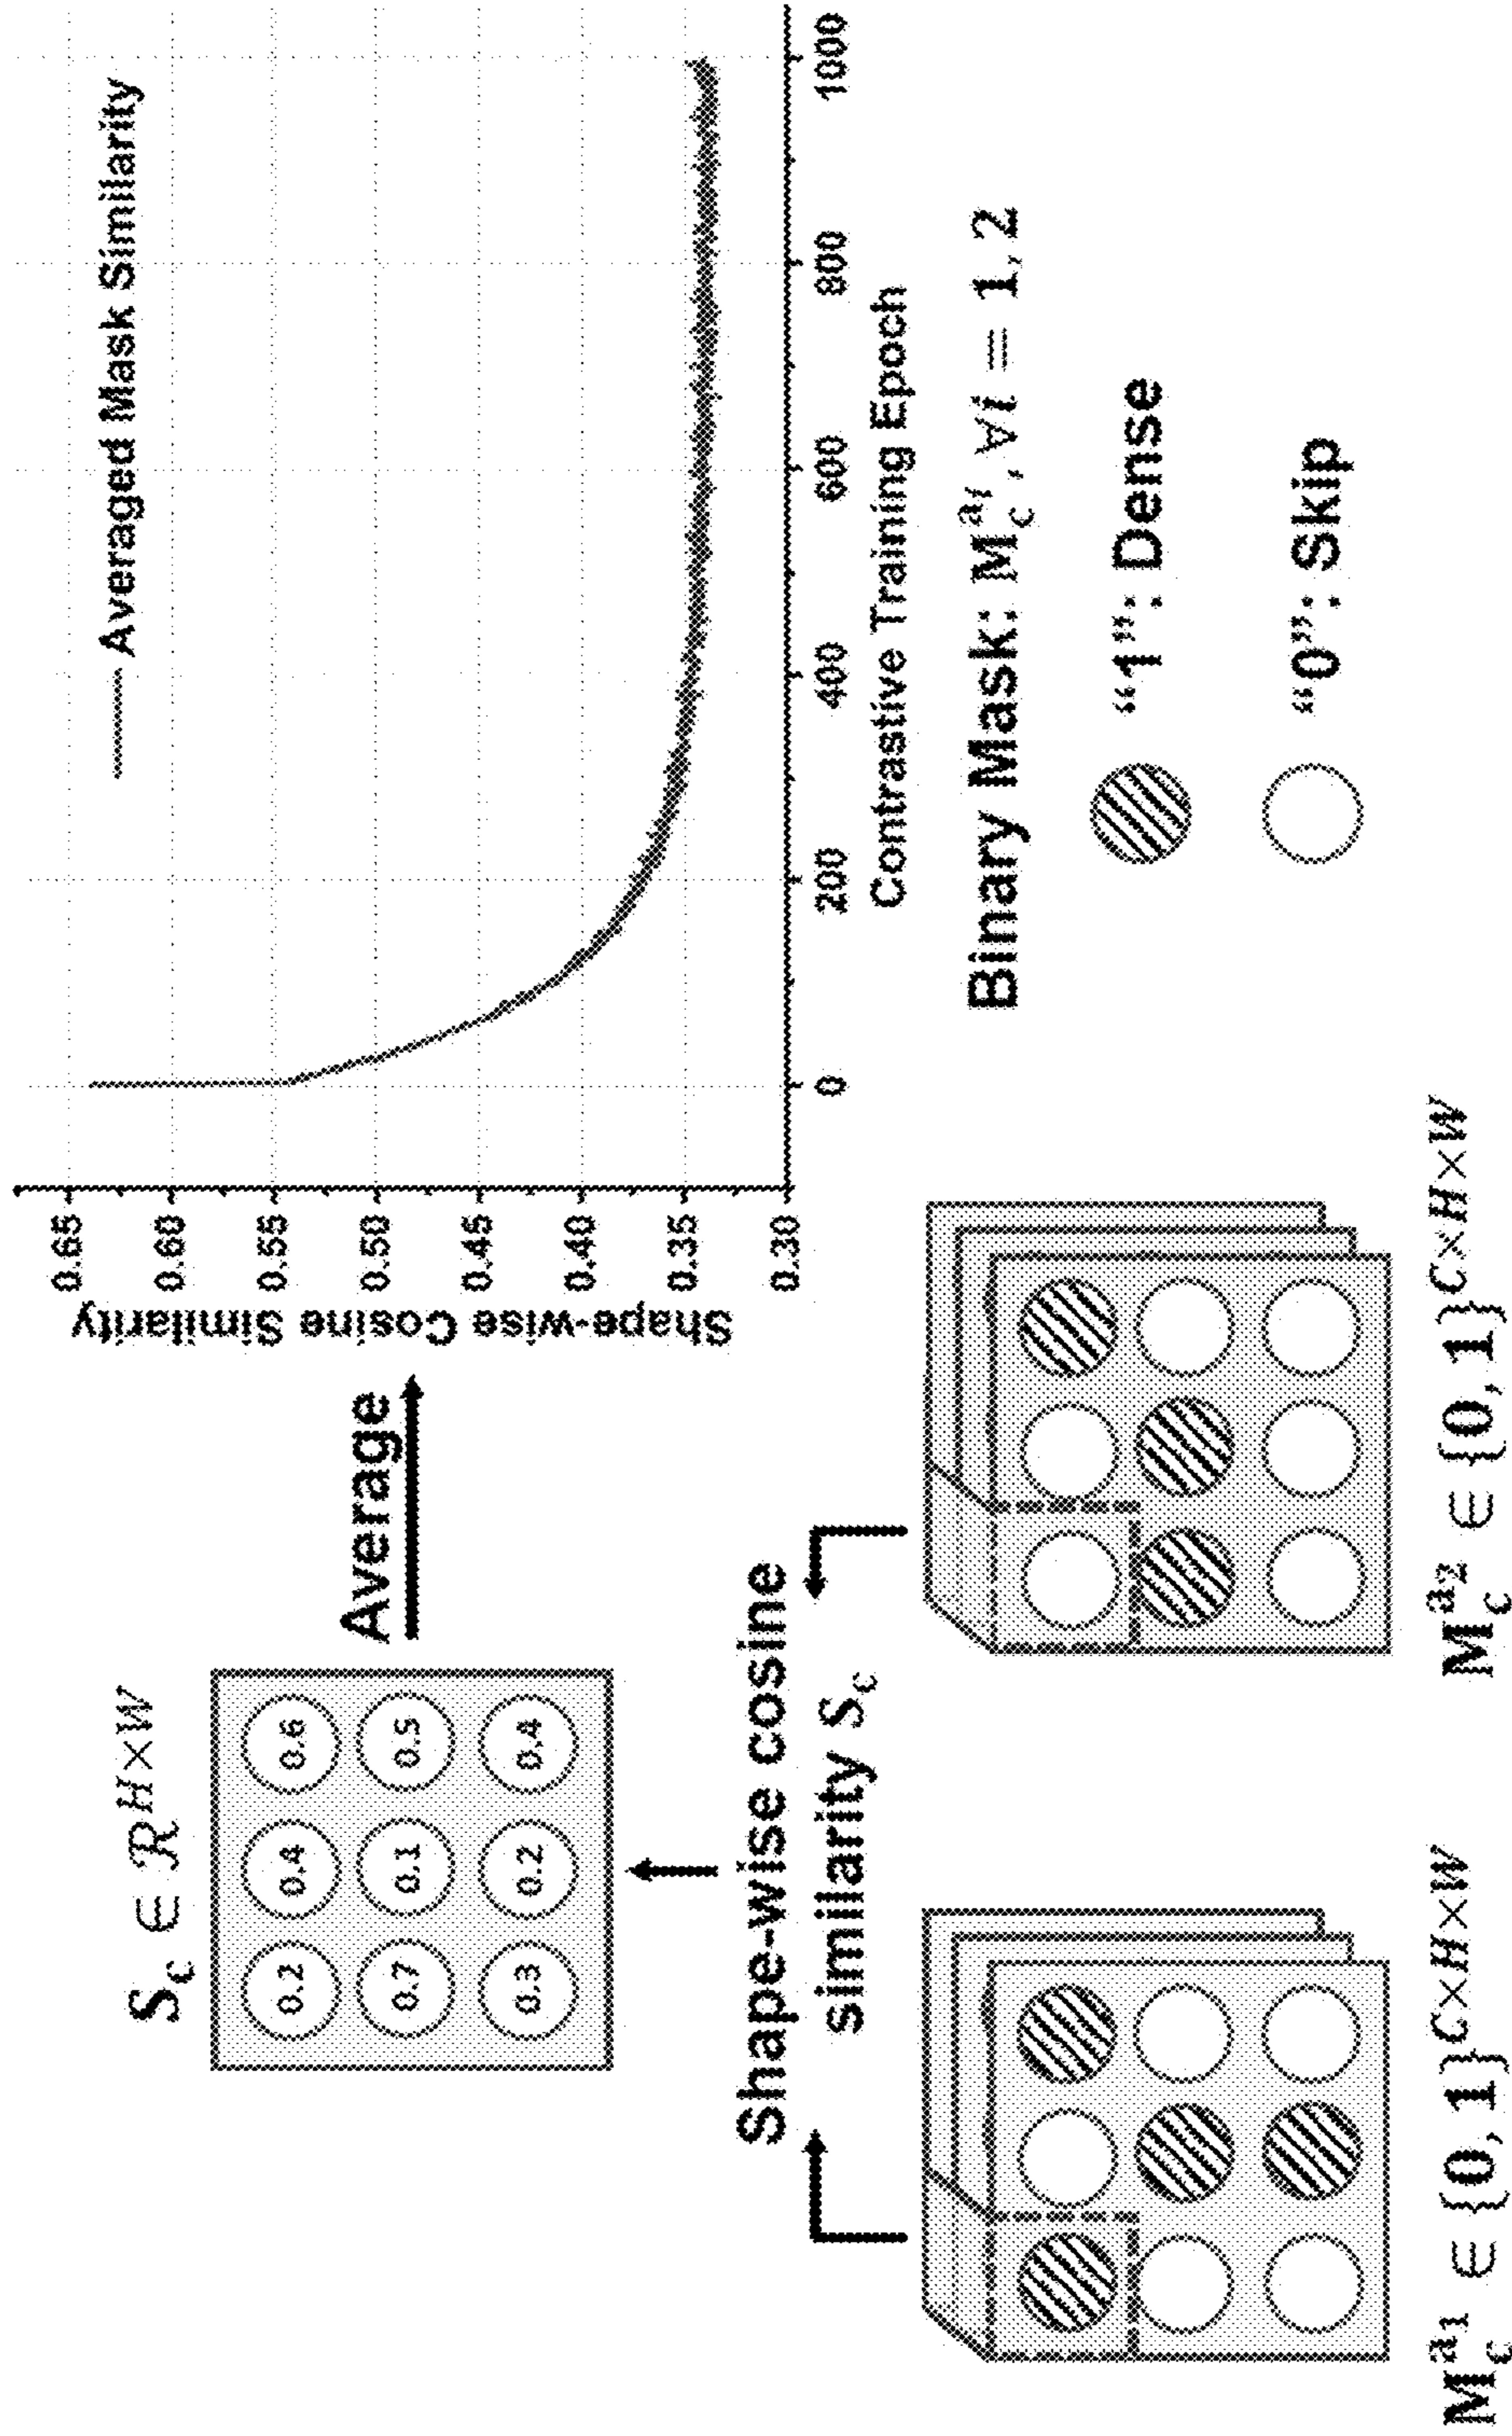 S_c ∈ ℛ^{H×W}
0.2 0.4 0.6
0.7 0.1 0.5
0.3 0.2 0.4
Average
Shape-wise cosine
similarity S_c
M_c^{a_1} ∈ {0, 1}^{C×H×W}
M_c^{a_2} ∈ {0, 1}^{C×H×W}
Shape-wise Cosine Similarity
0.65
0.60
0.55
0.50
0.45
0.40
0.35
0.30
Averaged Mask Similarity
0 200 400 600 800 1000
Contrastive Training Epoch
Binary Mask: M_c^{a_i}, ∀i = 1, 2
“1”: Dense
“0”: Skip